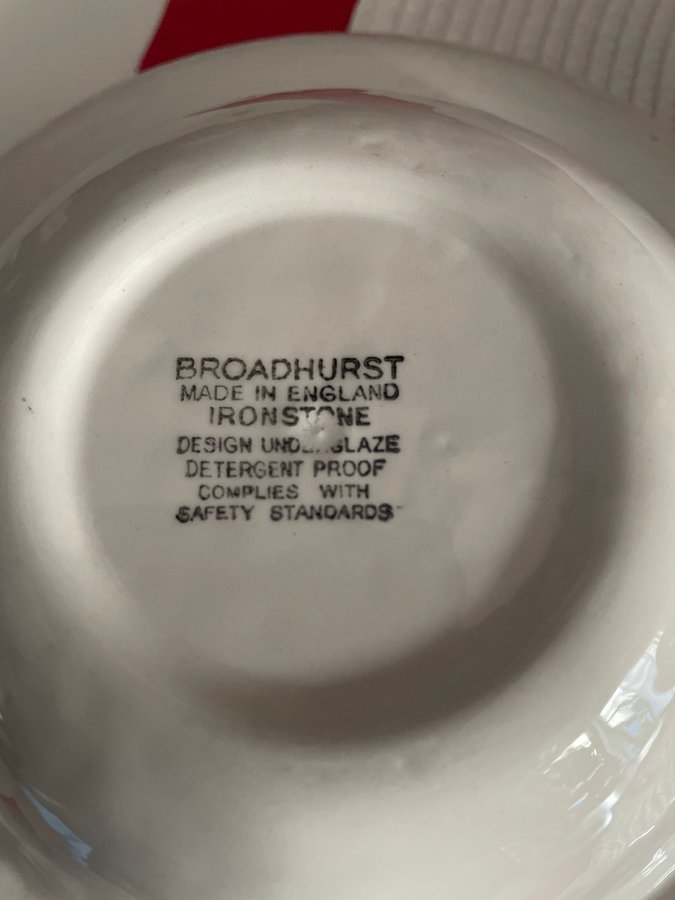 BROADHURST
MADE IN ENGLAND
IRONSTONE
DESIGN UNDERGLAZE
DETERGENT PROOF
COMPLIES WITH
SAFETY STANDARDS